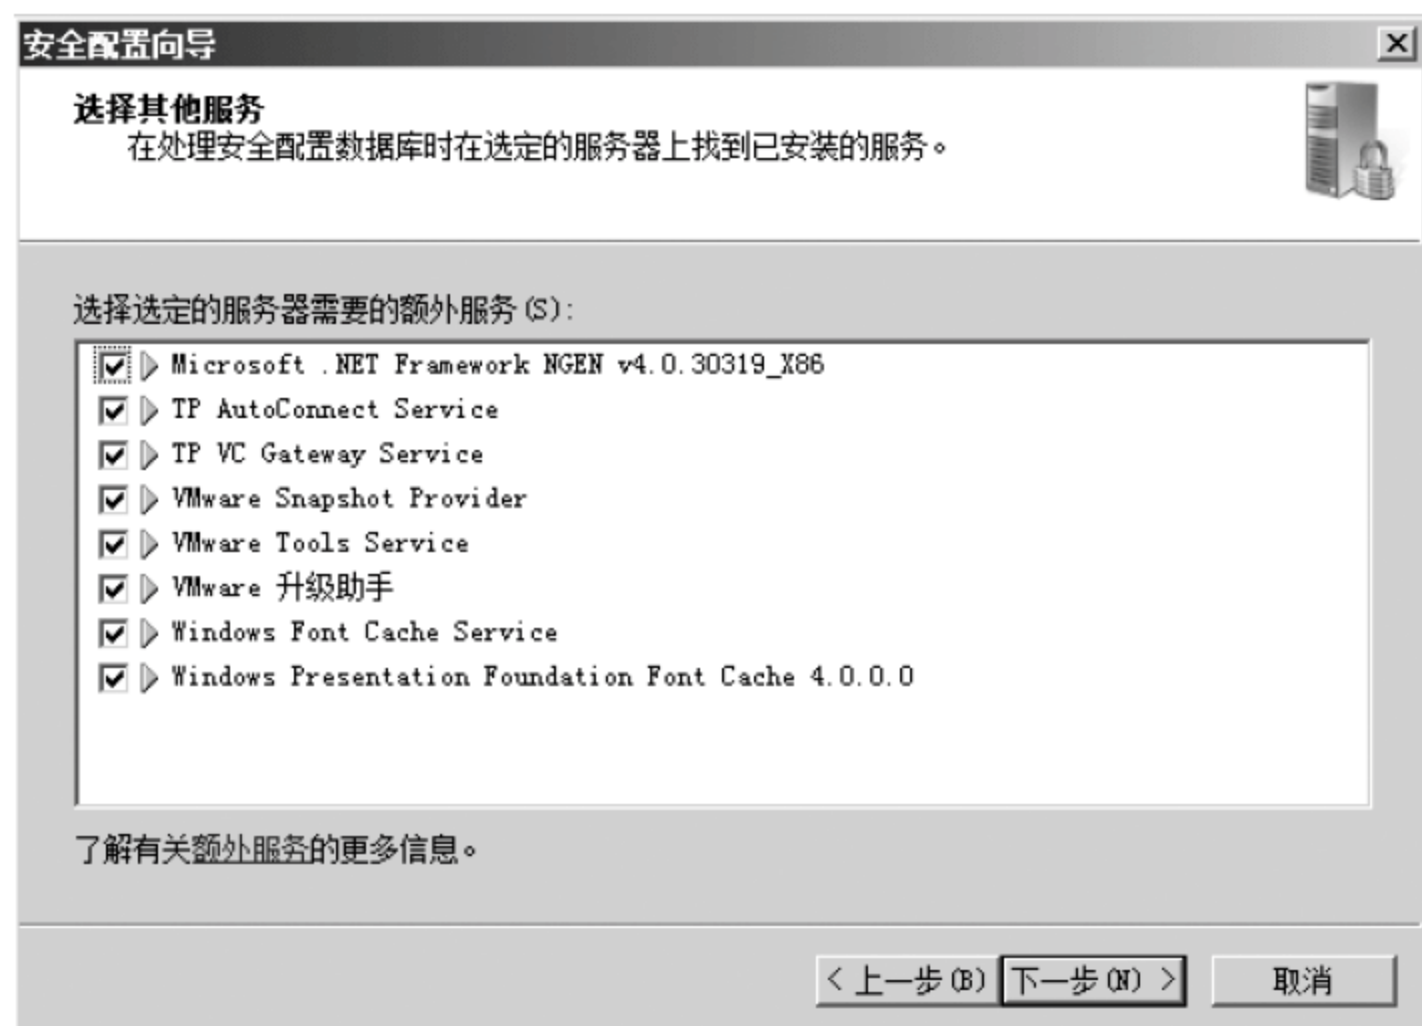 安全配置向导
选择其他服务
在处理安全配置数据库时在选定的服务器上找到已安装的服务。
选择选定的服务器需要的额外服务(S):
Microsoft .NET Framework NGEN v4.0.30319_X86
TP AutoConnect Service
TP VC Gateway Service
VMware Snapshot Provider
VMware Tools Service
VMware 升级助手
Windows Font Cache Service
Windows Presentation Foundation Font Cache 4.0.0.0
了解有关额外服务的更多信息。
< 上一步(B) 下一步(N) > 取消